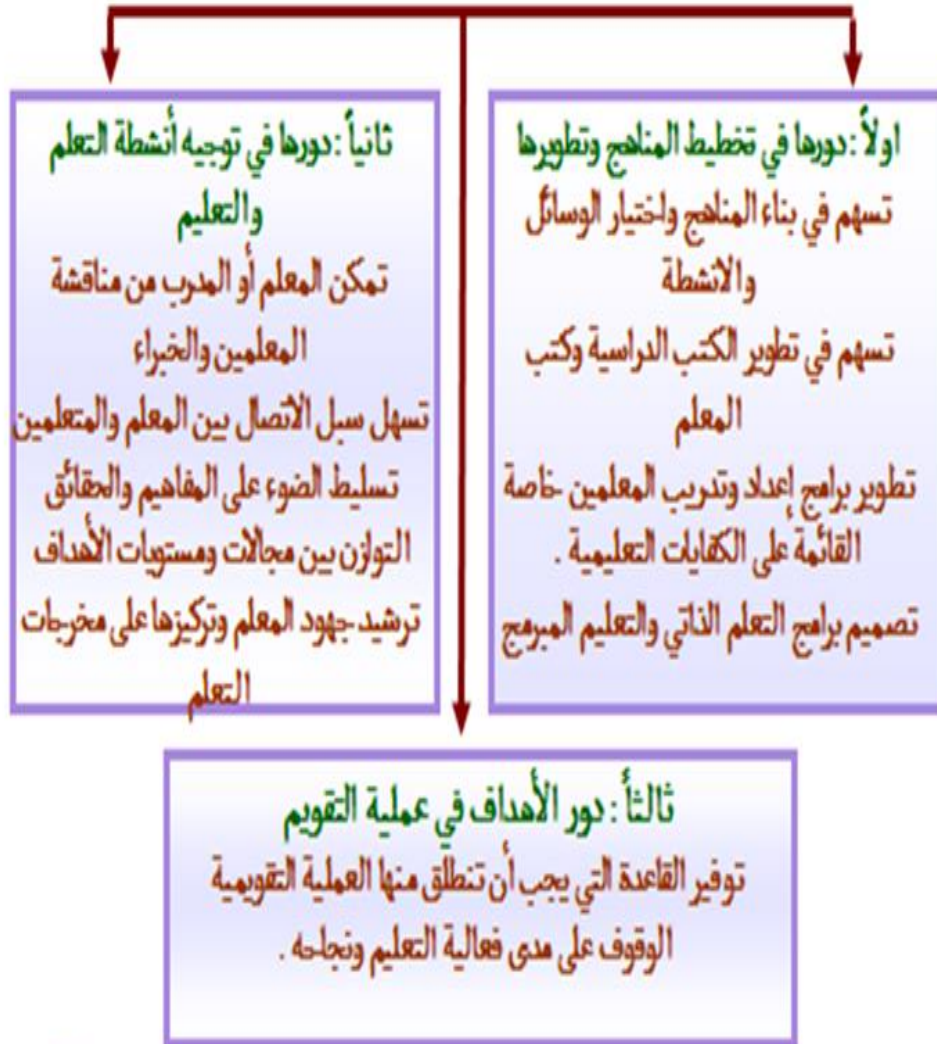 اولاً : دورها في تخطيط المناهج وتطويرها
تسهم في بناء المناهج واختيار الوسائل
والانشطة
تسهم في تطوير الكتب الدراسية وكتب
المعلم
تطوير برامج إعداد وتدريب المعلمين خاصة
القائمة على الكفايات التعليمية .
تصميم برامج التعلم الذاتي والتعليم المبرمج
ثانياً : دورها في توجيه أنشطة التعلم
والتعليم
تمكن المعلم أو المدرب من مناقشة
المعلمين والخبراء
تسهل سبل الاتصال بين المعلم والمتعلمين
تسليط الضوء على المفاهيم والحقائق
التوازن بين مجالات ومستويات الأهداف
ترشيد جهود المعلم وتركيزها على مخرجات
التعلم
ثالثاً : دور الأهداف في عملية التقويم
توفير القاعدة التي يجب أن تنطلق منها العملية التقويمية
الوقوف على مدى فعالية التعليم ونجاحه .